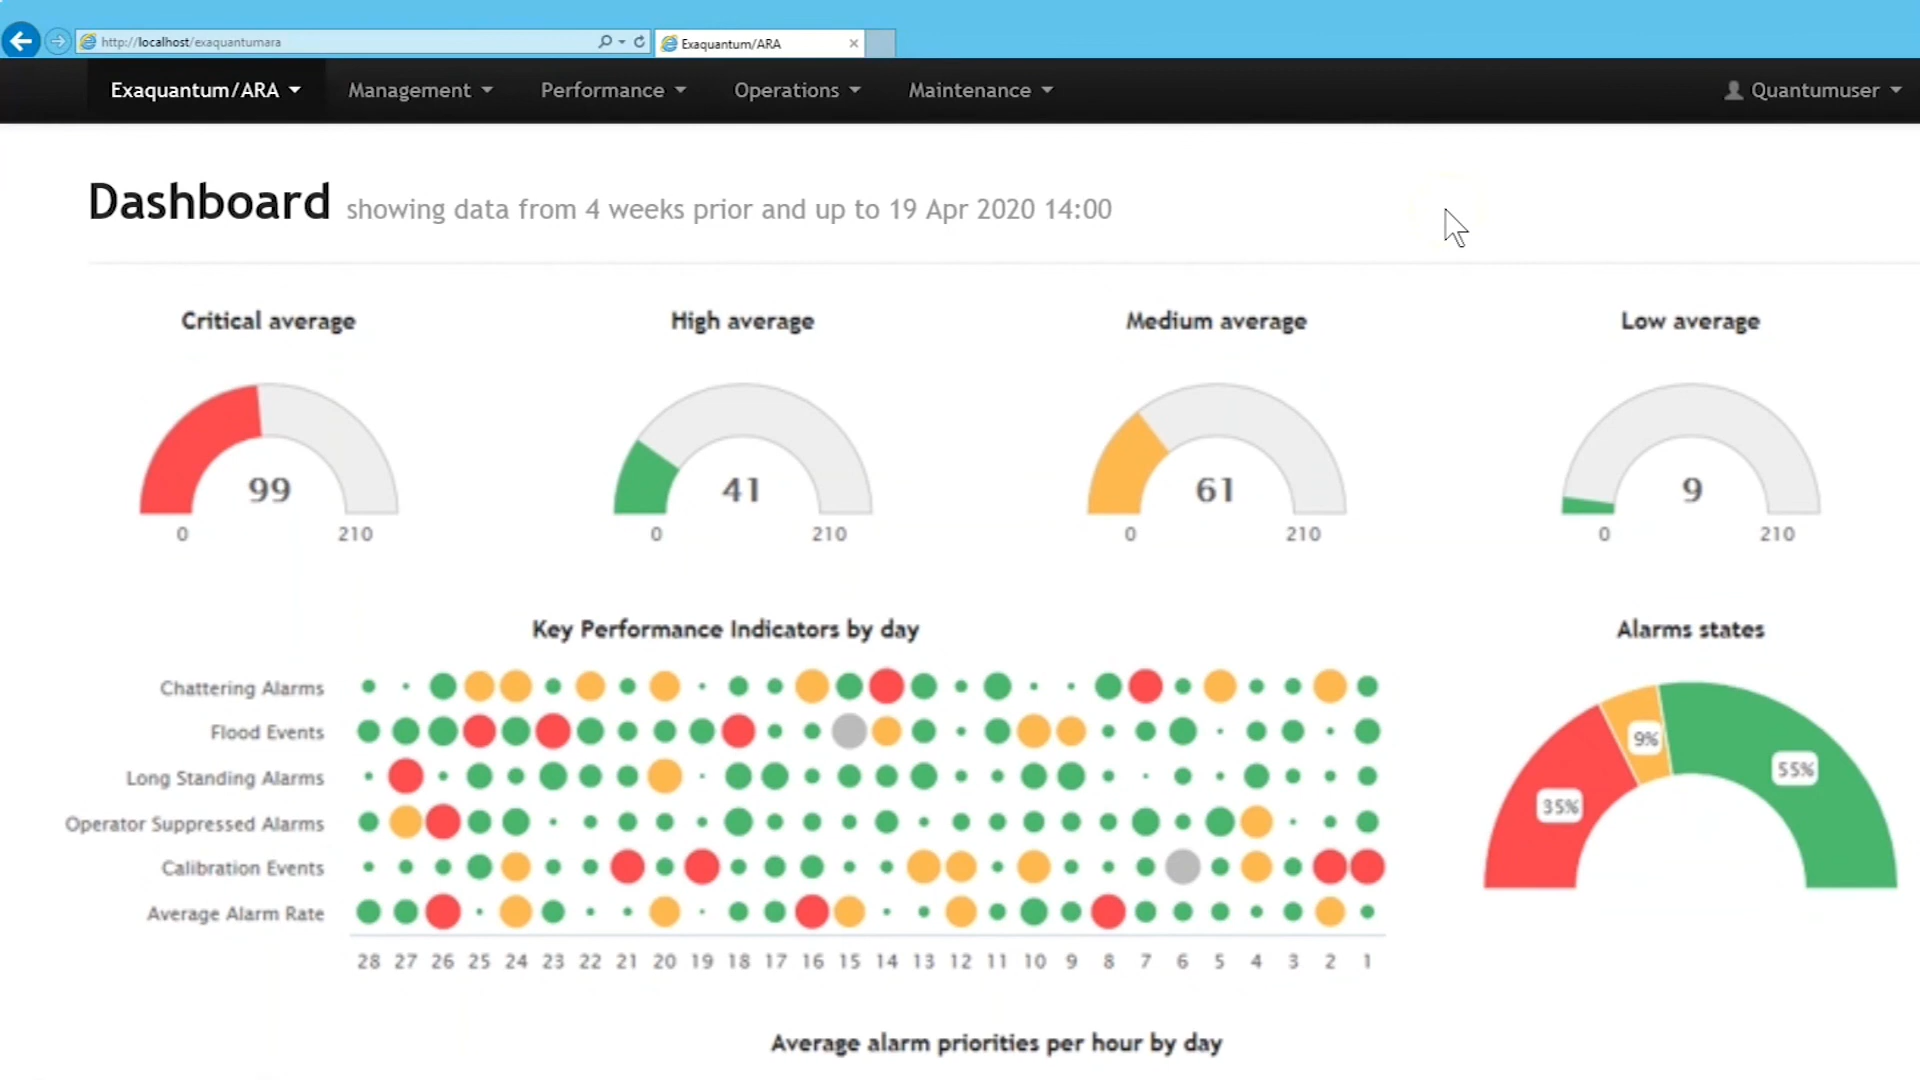 http://localhost/exaquantumara
Exaquantum/ARA
Exaquantum/ARA
Management
Performance
Operations
Maintenance
Quantumuser
Dashboard showing data from 4 weeks prior and up to 19 Apr 2020 14:00
Critical average
High average
Medium average
Low average
99
41
61
9
0 210
0 210
0 210
0 210
Key Performance Indicators by day
Alarms states
Chattering Alarms
Flood Events
Long Standing Alarms
Operator Suppressed Alarms
Calibration Events
Average Alarm Rate
9%
55%
35%
28 27 26 25 24 23 22 21 20 19 18 17 16 15 14 13 12 11 10 9 8 7 6 5 4 3 2 1
Average alarm priorities per hour by day